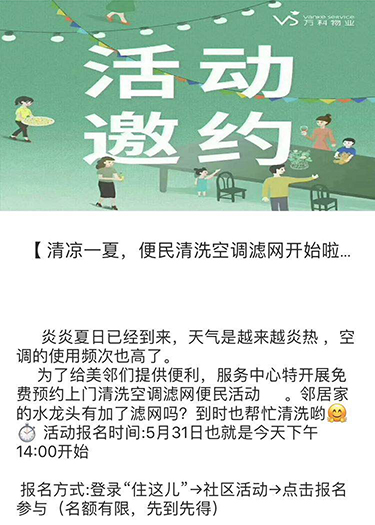 vanke service
万科物业
活动
邀约
【 清凉一夏，便民清洗空调滤网开始啦...
炎炎夏日已经到来，天气是越来越炎热 ，空
调的使用频次也高了。
为了给美邻们提供便利，服务中心特开展免
费预约上门清洗空调滤网便民活动 。邻居家
的水龙头有加了滤网吗？到时也帮忙清洗哟🤗
⏱ 活动报名时间:5月31日也就是今天下午
14:00开始
报名方式:登录“住这儿”→社区活动→点击报名
参与（名额有限，先到先得）